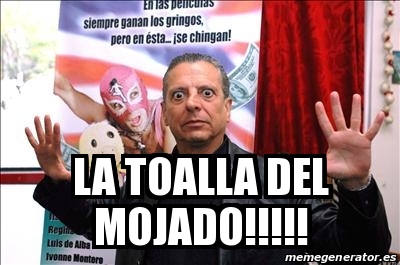 En las películas
siempre ganan los gringos,
pero en ésta... ¡se chingan!
LA TOALLA DEL
MOJADO!!!!!
Luis de Alba
Ivonne Montero
memegenerator.es